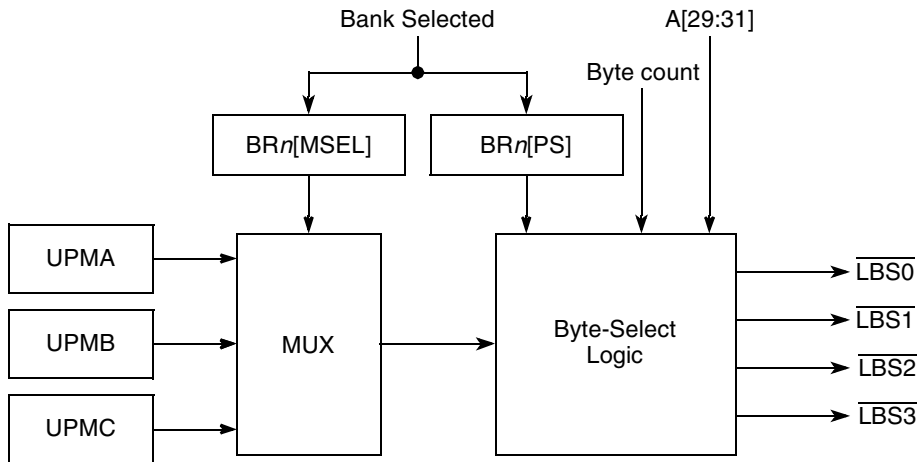 Bank Selected
A[29:31]
Byte count
BRn[MSEL]
BRn[PS]
UPMA
UPMB
UPMC
MUX
Byte-Select
Logic
LBS0
LBS1
LBS2
LBS3